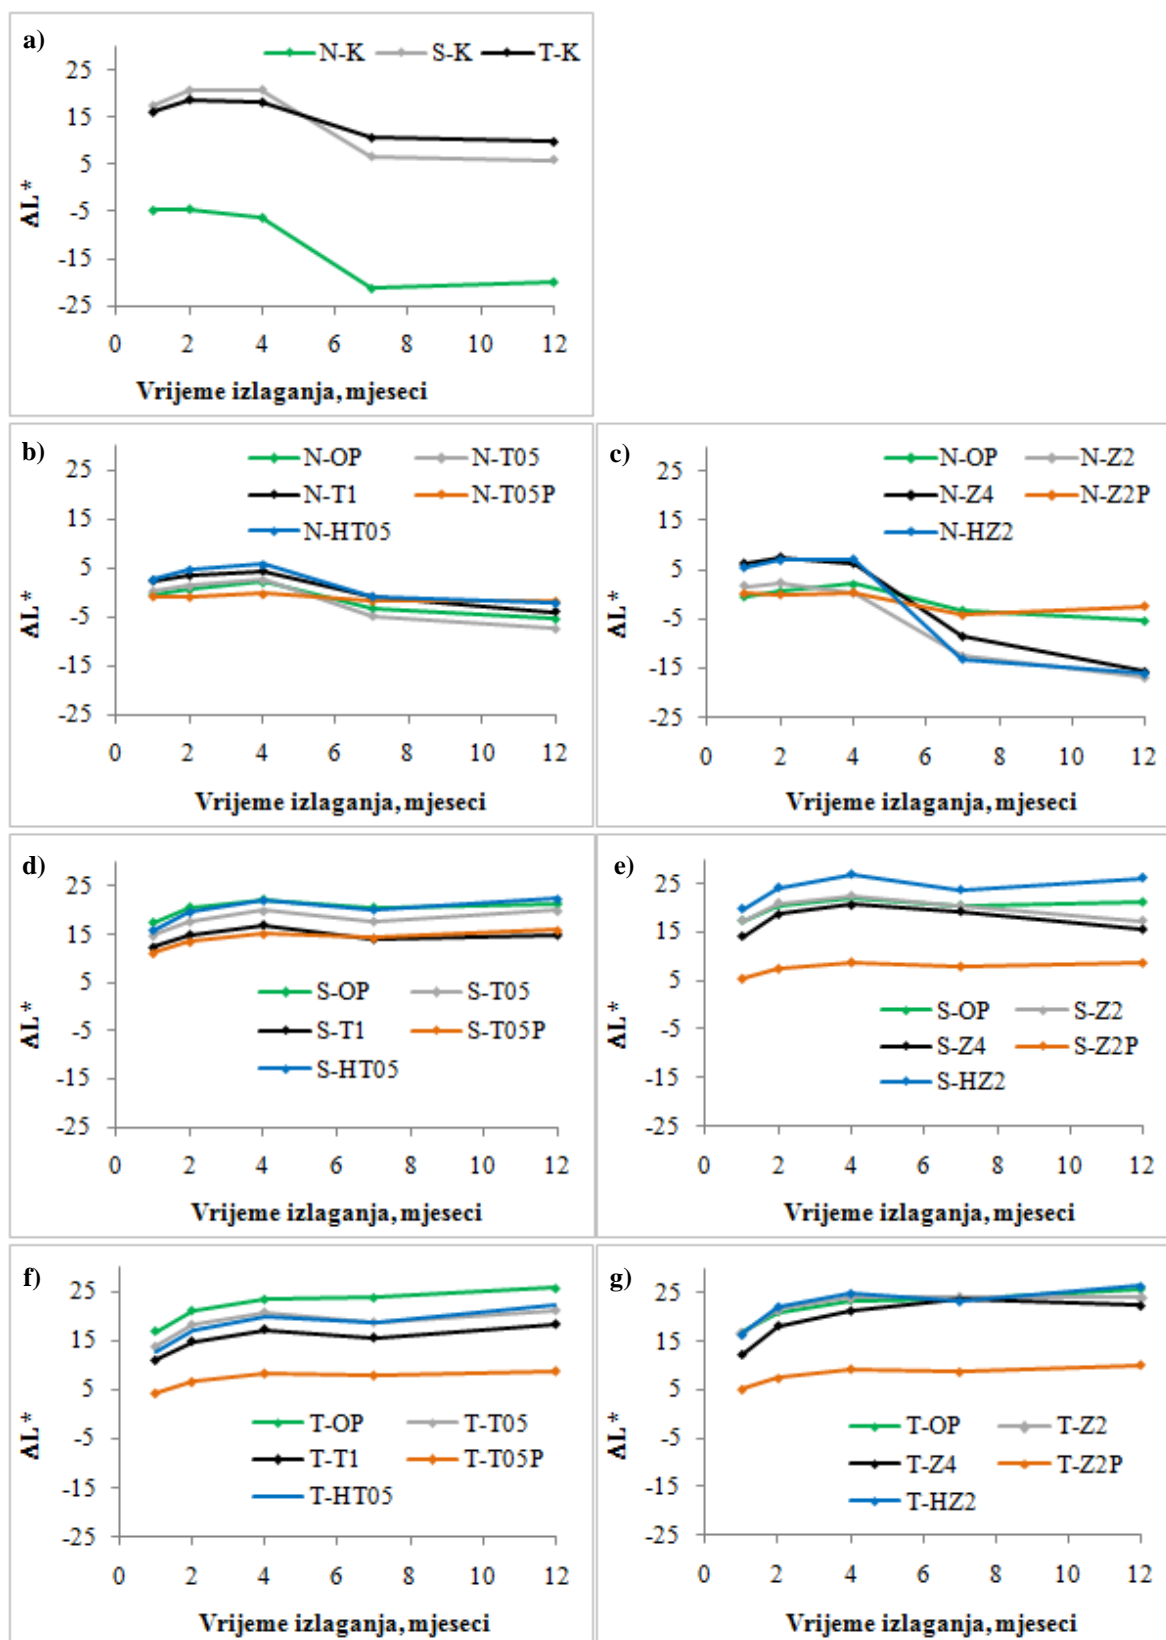 a)
N-K S-K T-K
25
15
5
-5
-15
-25
ΔL*
0 2 4 6 8 10 12
Vrijeme izlaganja, mjeseci
b)
N-OP N-T05
N-T1 N-T05P
N-HT05
25
15
5
-5
-15
-25
ΔL*
0 2 4 6 8 10 12
Vrijeme izlaganja, mjeseci
c)
N-OP N-Z2
N-Z4 N-Z2P
N-HZ2
25
15
5
-5
-15
-25
ΔL*
0 2 4 6 8 10 12
Vrijeme izlaganja, mjeseci
d)
25
15
5
-5
-15
-25
ΔL*
S-OP S-T05
S-T1 S-T05P
S-HT05
0 2 4 6 8 10 12
Vrijeme izlaganja, mjeseci
e)
25
15
5
-5
-15
-25
ΔL*
S-OP S-Z2
S-Z4 S-Z2P
S-HZ2
0 2 4 6 8 10 12
Vrijeme izlaganja, mjeseci
f)
25
15
5
-5
-15
-25
ΔL*
T-OP T-T05
T-T1 T-T05P
T-HT05
0 2 4 6 8 10 12
Vrijeme izlaganja, mjeseci
g)
25
15
5
-5
-15
-25
ΔL*
T-OP T-Z2
T-Z4 T-Z2P
T-HZ2
0 2 4 6 8 10 12
Vrijeme izlaganja, mjeseci